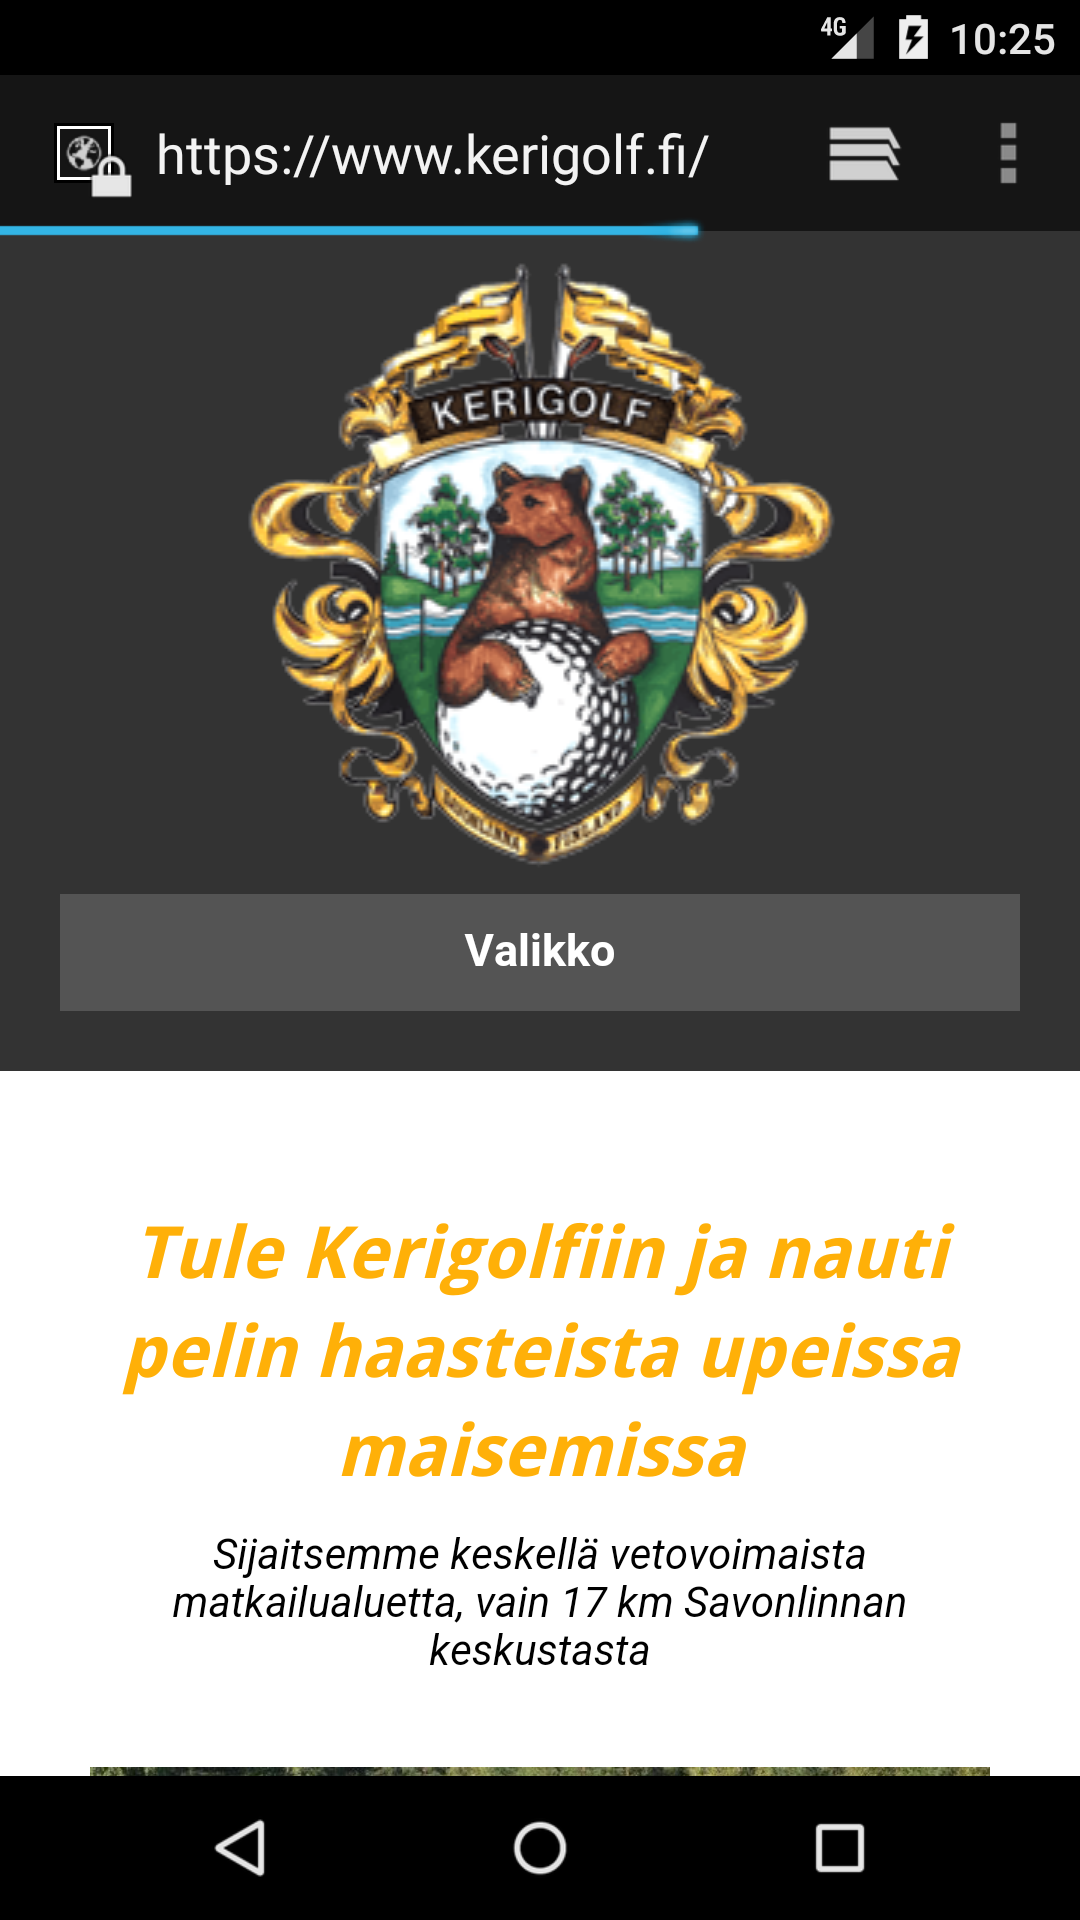 4G 10:25
https://www.kerigolf.fi/
KERIGOLF
FINLAND
Valikko
Tule Kerigolfiin ja nauti
pelin haasteista upeissa
maisemissa
Sijaitsemme keskellä vetovoimaista
matkailualuetta, vain 17 km Savonlinnan
keskustasta